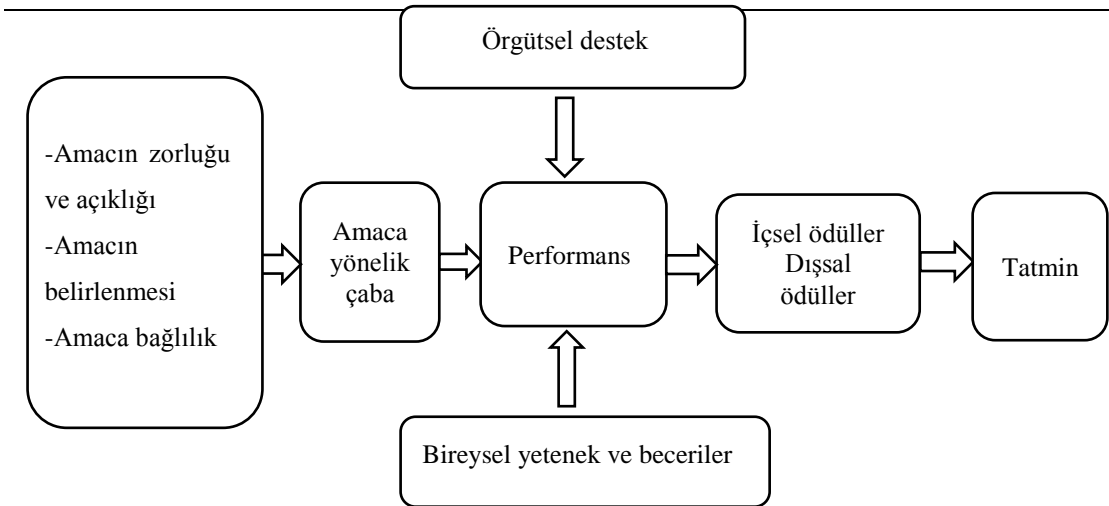 Örgütsel destek
-Amacın zorluğu
ve açıklığı
-Amacın
belirlenmesi
-Amaca bağlılık
Amaca
yönelik
çaba
Performans
İçsel ödüller
Dışsal
ödüller
Tatmin
Bireysel yetenek ve beceriler